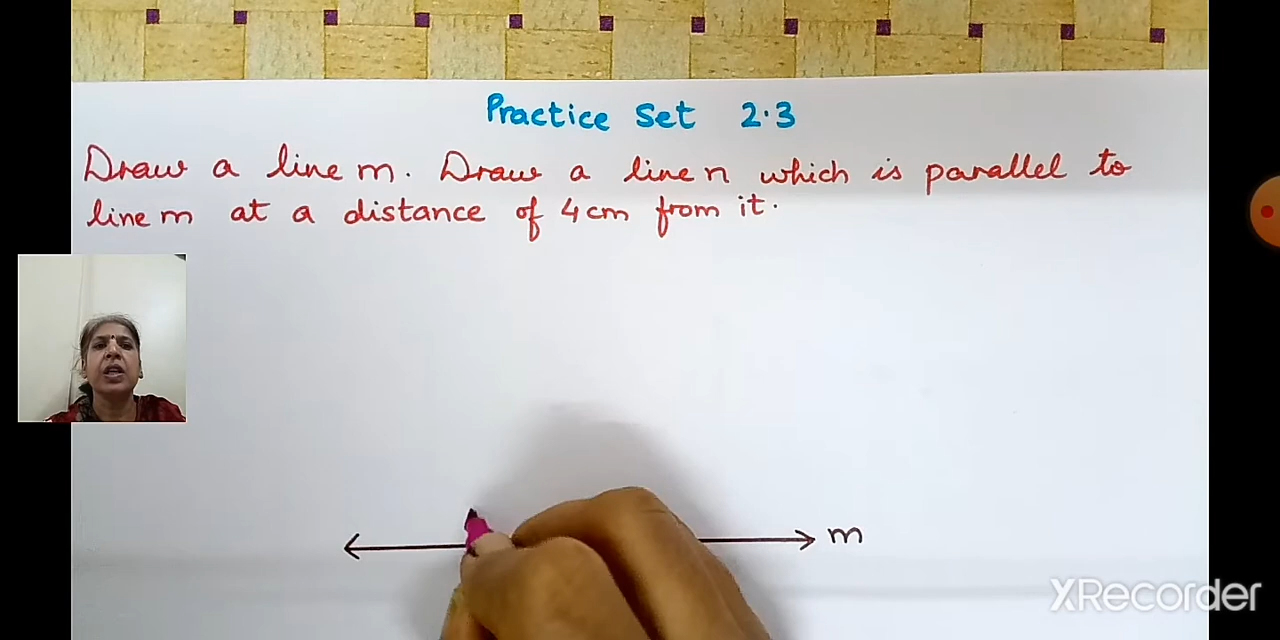 Practice Set 2.3
Draw a line m. Draw a line n which is parallel to
line m at a distance of 4 cm from it.
m
XRecorder